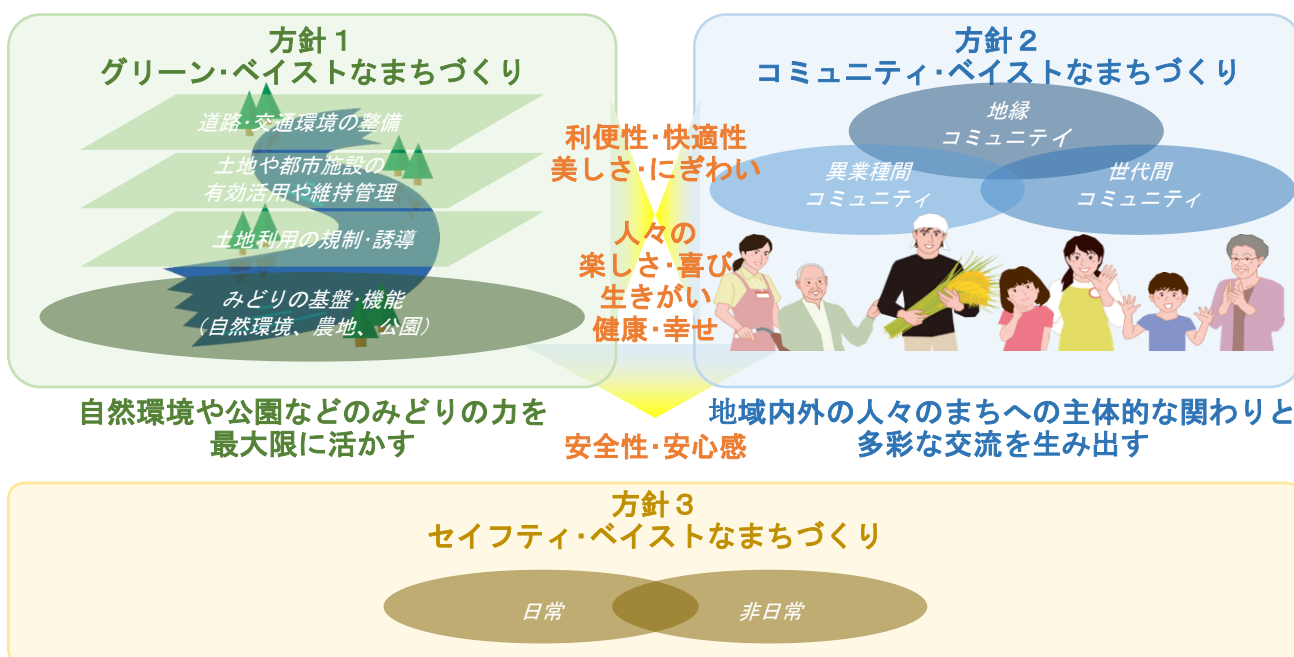 方針１
グリーン・ベイストなまちづくり
道路・交通環境の整備
土地や都市施設の
有効活用や維持管理
土地利用の規制・誘導
みどりの基盤・機能
（自然環境、農地、公園）
自然環境や公園などのみどりの力を
最大限に活かす
利便性・快適性
美しさ・にぎわい
人々の
楽しさ・喜び
生きがい
健康・幸せ
安全性・安心感
方針２
コミュニティ・ベイストなまちづくり
地縁
コミュニテイ
異業種間
コミュニティ
世代間
コミュニティ
地域内外の人々のまちへの主体的な関わりと
多彩な交流を生み出す
方針３
セイフティ・ベイストなまちづくり
日常
非日常